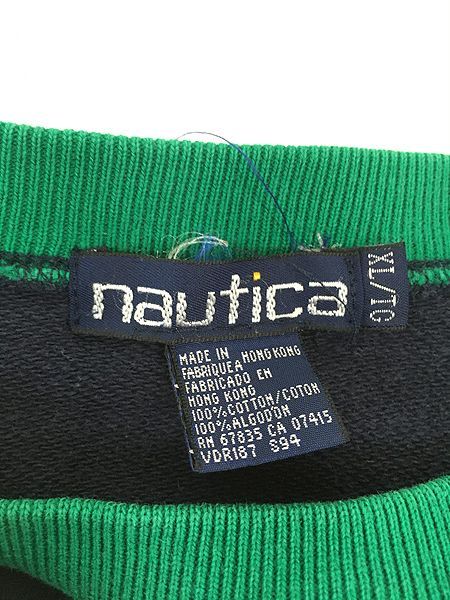 nautica
XL/TG
MADE IN HONG KONG
FABRIQUEA
FABRICADO EN
HONG KONG
100% COTTON/COTON
100% ALGODON
RN 67835 CA 07415
VDR187 S94